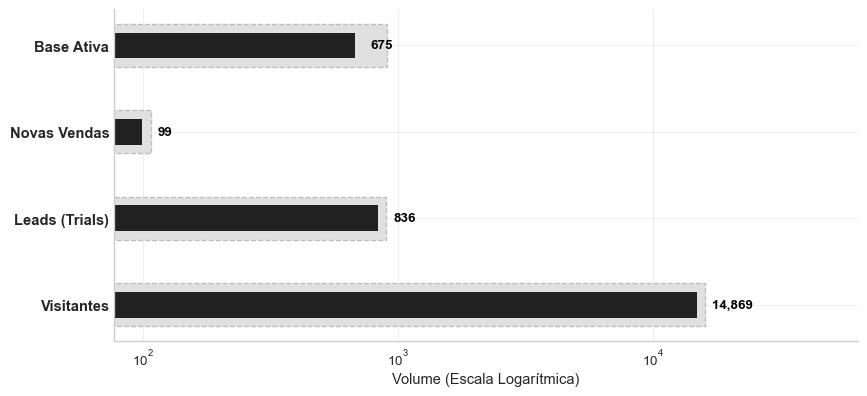 Base Ativa 675
Novas Vendas 99
Leads (Trials) 836
Visitantes 14,869
10² 10³ 10⁴
Volume (Escala Logarítmica)